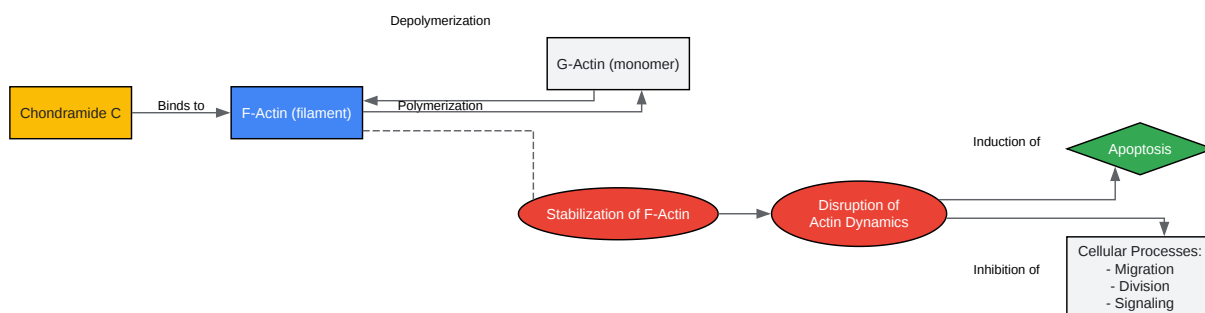 Depolymerization
G-Actin (monomer)
Chondramide C
Binds to
F-Actin (filament)
Polymerization
Induction of
Apoptosis
Stabilization of F-Actin
Disruption of
Actin Dynamics
Inhibition of
Cellular Processes:
- Migration
- Division
- Signaling